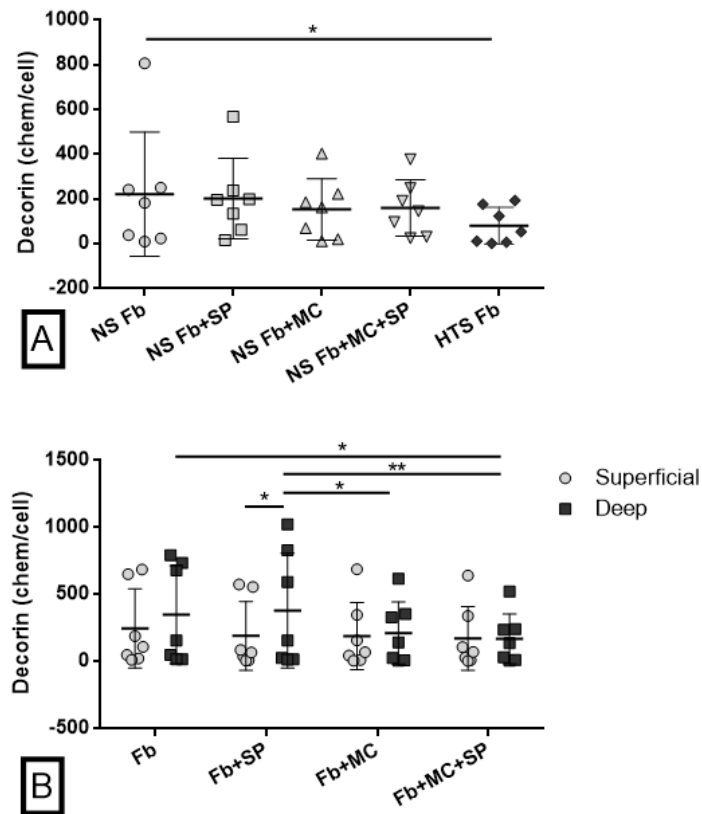 1000
800
600
400
200
0
-200
Decorin (chem/cell)
*
NS Fb
NS Fb+SP
NS Fb+MC
NS Fb+MC+SP
HTS Fb
A
1500
1000
500
0
-500
Decorin (chem/cell)
*
**
*
*
Superficial
Deep
Fb
Fb+SP
Fb+MC
Fb+MC+SP
B